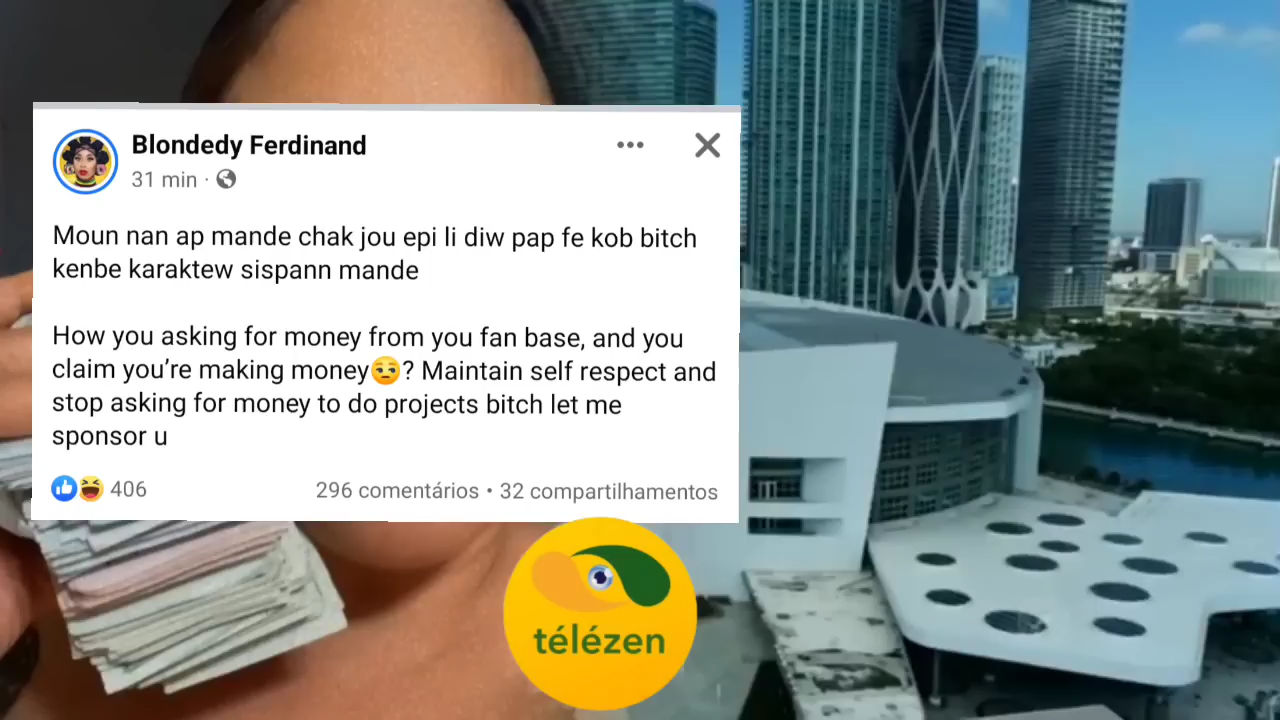 Blondedy Ferdinand
31 min ·
Moun nan ap mande chak jou epi li diw pap fe kob bitch
kenbe karaktew sispann mande
How you asking for money from you fan base, and you
claim you’re making money😒? Maintain self respect and
stop asking for money to do projects bitch let me
sponsor u
406 296 comentários • 32 compartilhamentos
télézen